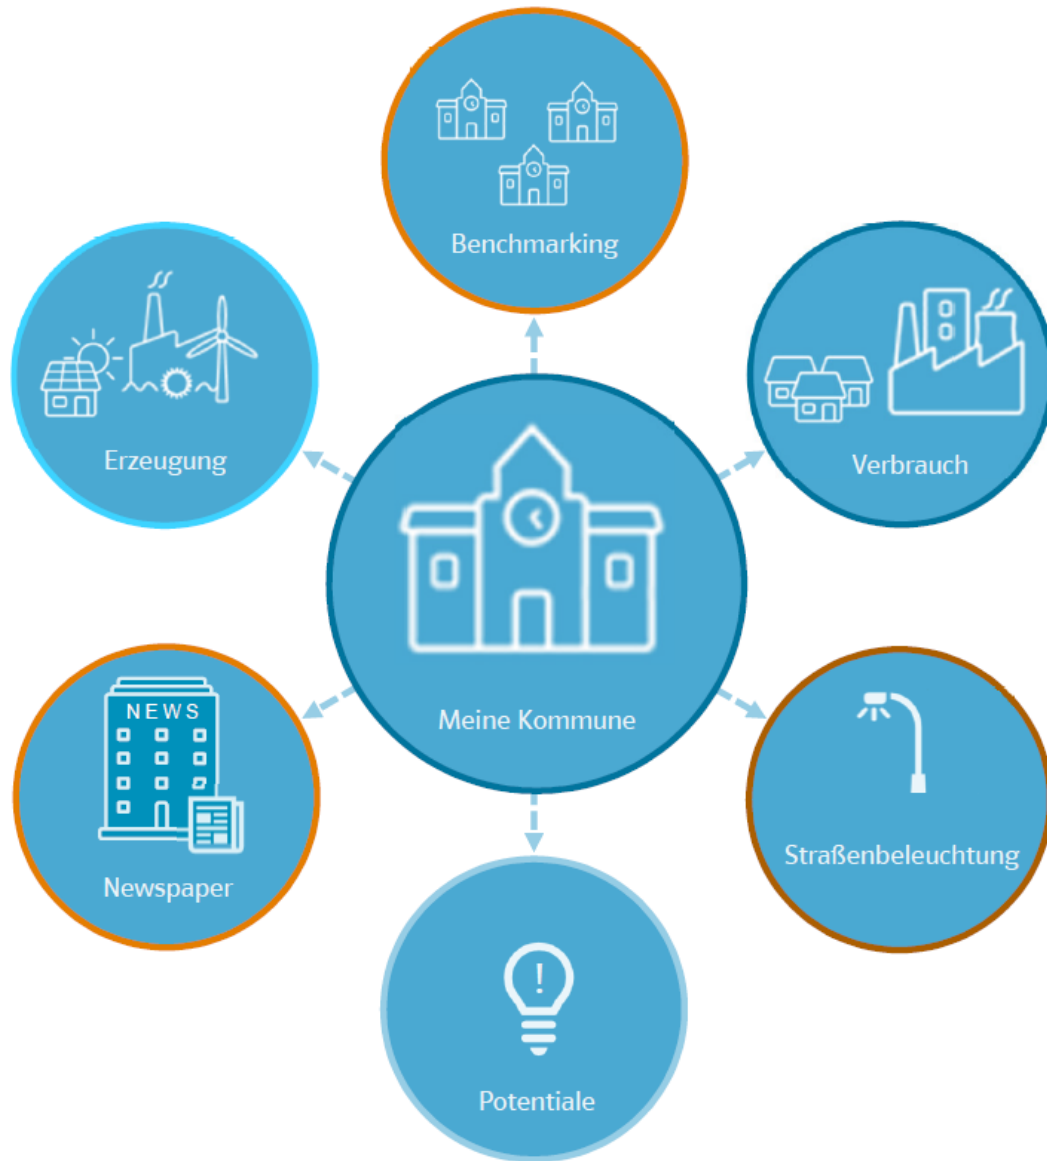 Benchmarking
Erzeugung
Verbrauch
Meine Kommune
NEWS
Newspaper
Straßenbeleuchtung
!
Potentiale